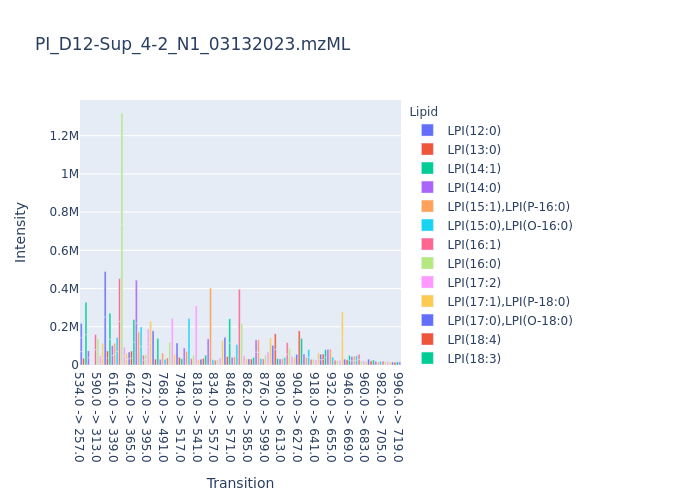 PI_D12-Sup_4-2_N1_03132023.mzML
Lipid
LPI(12:0)
LPI(13:0)
LPI(14:1)
LPI(14:0)
LPI(15:1),LPI(P-16:0)
LPI(15:0),LPI(O-16:0)
LPI(16:1)
LPI(16:0)
LPI(17:2)
LPI(17:1),LPI(P-18:0)
LPI(17:0),LPI(O-18:0)
LPI(18:4)
LPI(18:3)
Intensity
1.2M
1M
0.8M
0.6M
0.4M
0.2M
0
534.0 -> 257.0
590.0 -> 313.0
616.0 -> 339.0
642.0 -> 365.0
672.0 -> 395.0
768.0 -> 491.0
794.0 -> 517.0
818.0 -> 541.0
834.0 -> 557.0
848.0 -> 571.0
862.0 -> 585.0
876.0 -> 599.0
890.0 -> 613.0
904.0 -> 627.0
918.0 -> 641.0
932.0 -> 655.0
946.0 -> 669.0
960.0 -> 683.0
982.0 -> 705.0
996.0 -> 719.0
Transition